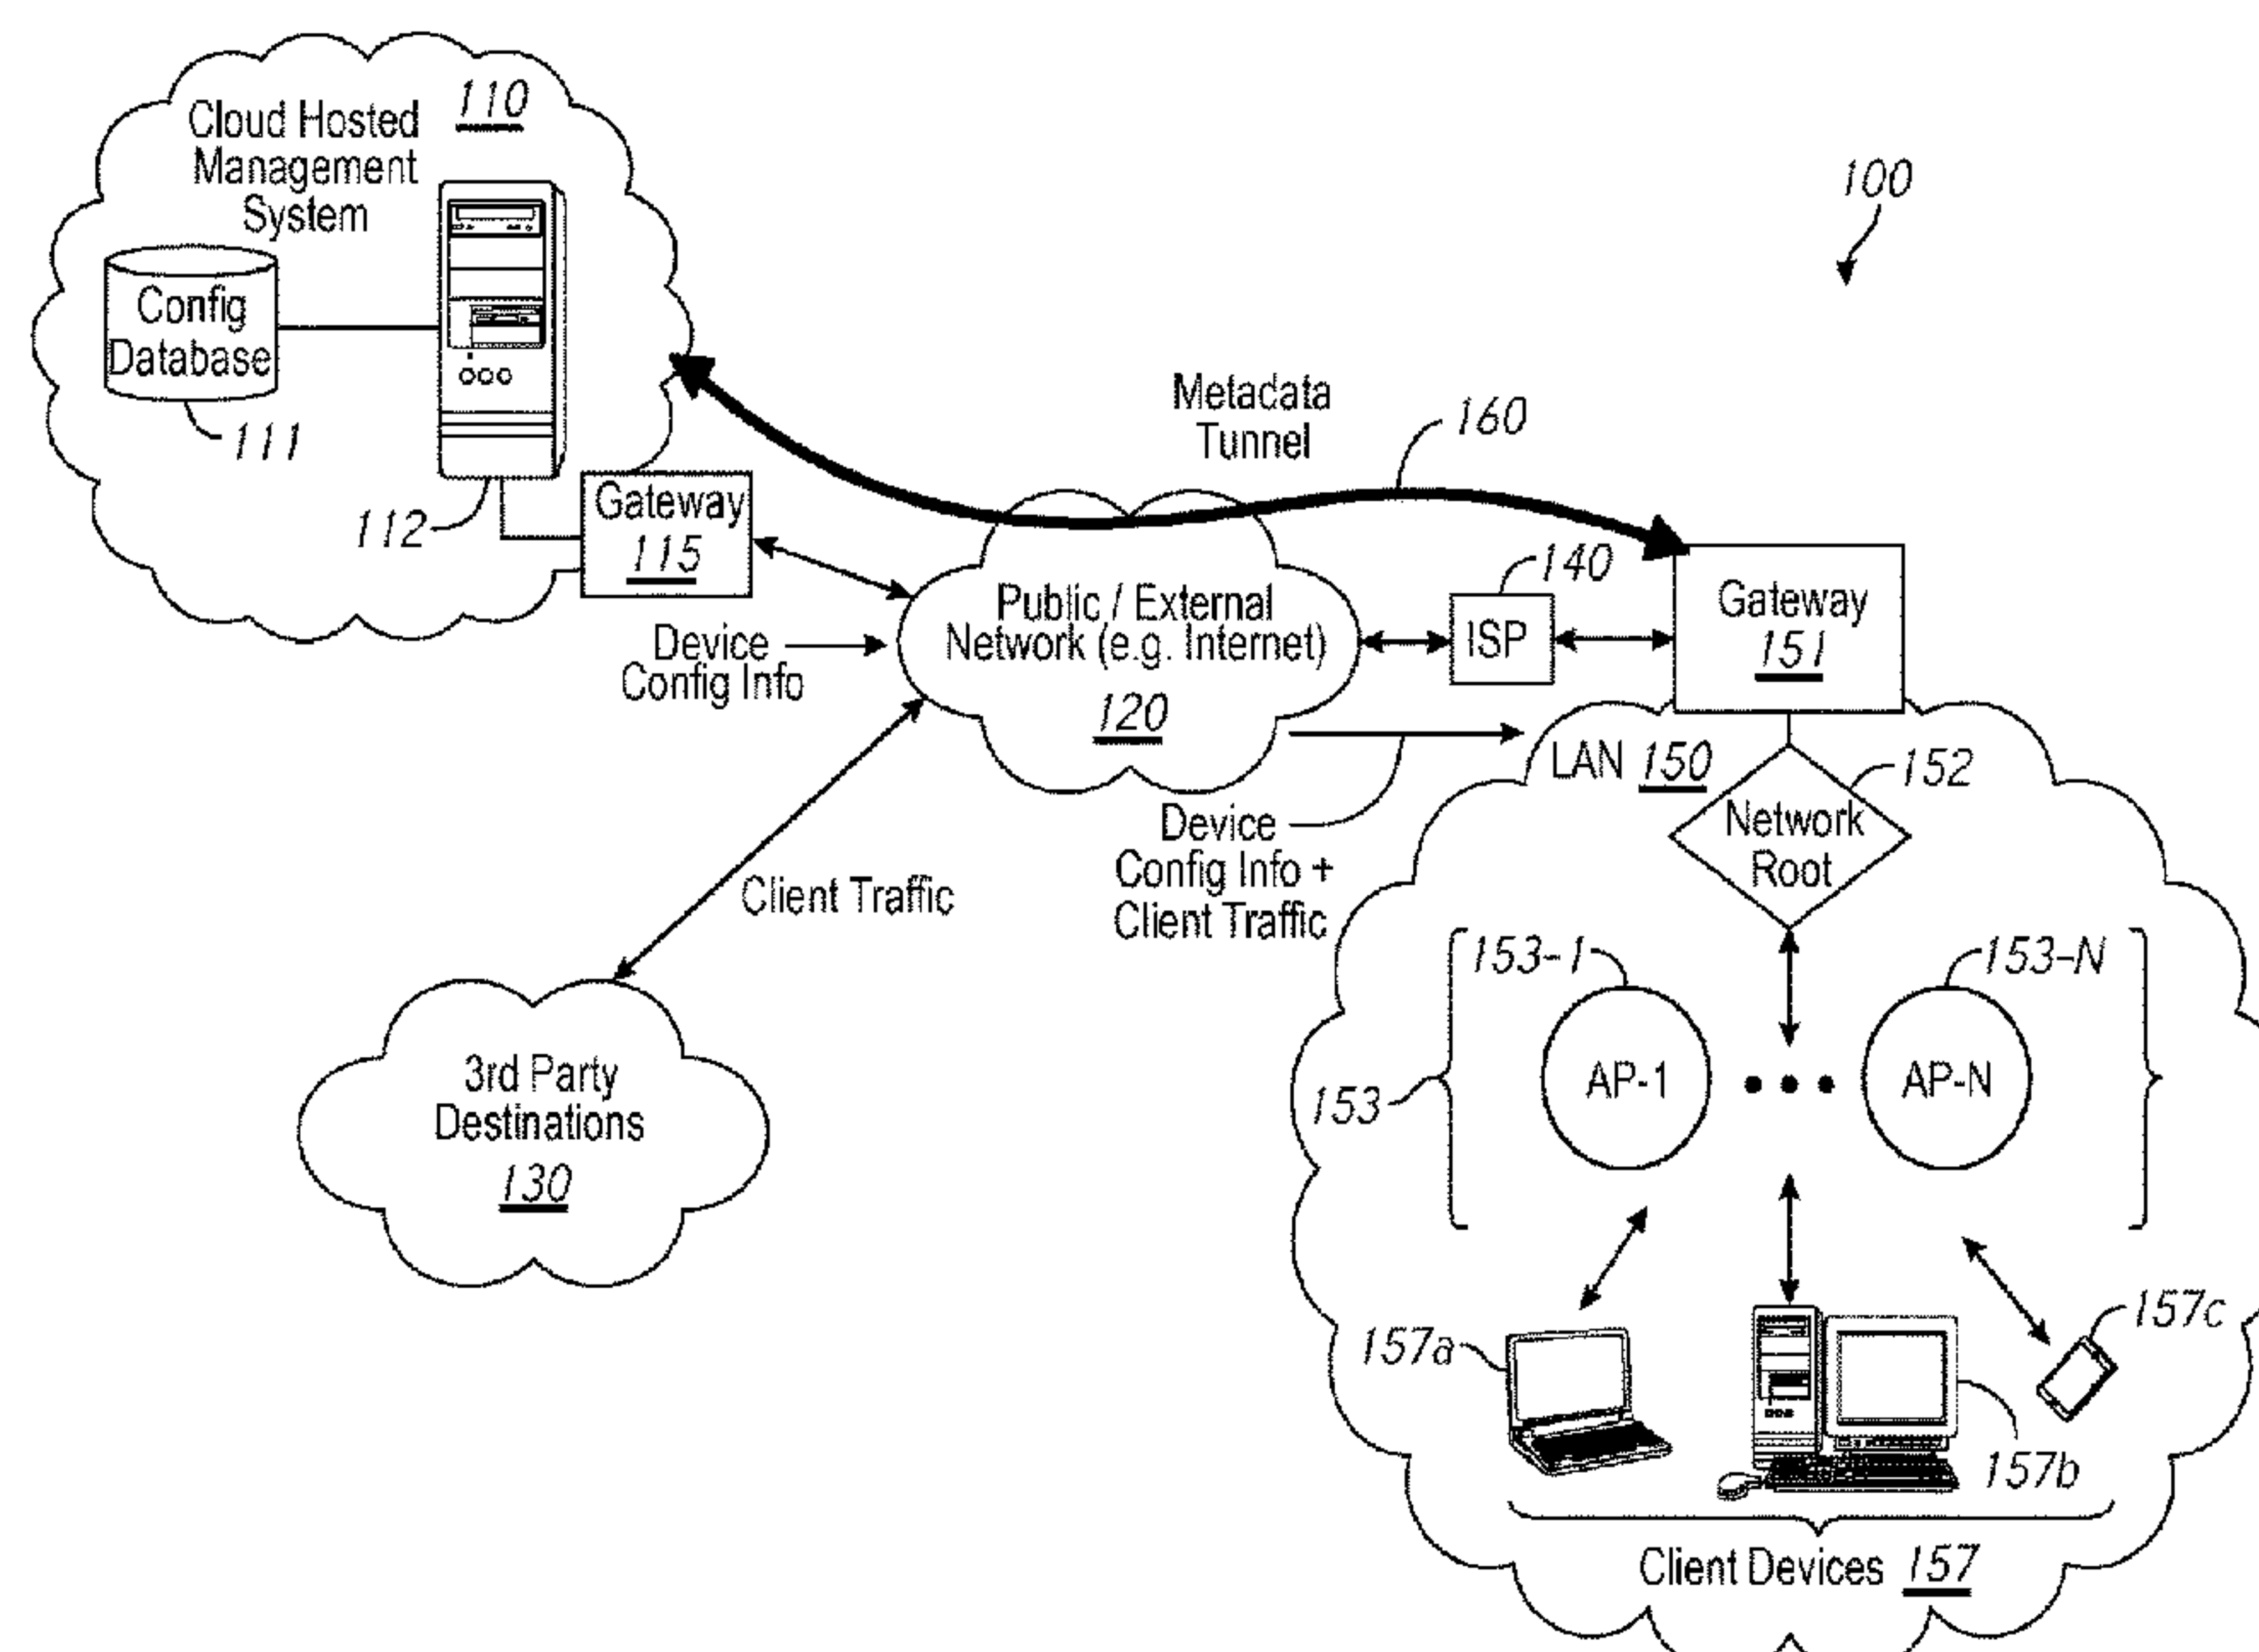 Cloud Hosted 110
Management
System
Config
Database
111
112
Gateway
115
100
Metadata
Tunnel
160
Public / External
Network (e.g. Internet)
120
Device
Config Info
140
ISP
Gateway
151
LAN 150
152
Network
Root
Device
Config Info +
Client Traffic
Client Traffic
3rd Party
Destinations
130
153-1
153-N
153
AP-1
AP-N
157a
157b
157c
Client Devices 157